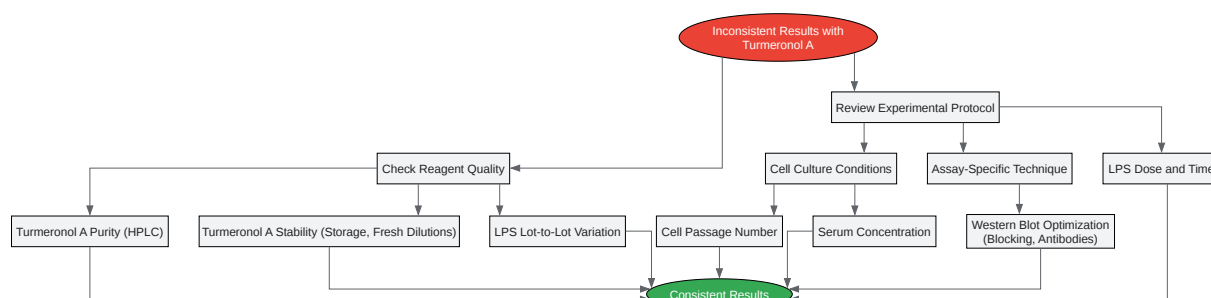 Inconsistent Results with
Turmeronol A
Review Experimental Protocol
Check Reagent Quality
Cell Culture Conditions
Assay-Specific Technique
LPS Dose and Time
Turmeronol A Purity (HPLC)
Turmeronol A Stability (Storage, Fresh Dilutions)
LPS Lot-to-Lot Variation
Cell Passage Number
Serum Concentration
Western Blot Optimization
(Blocking, Antibodies)
Consistent Results